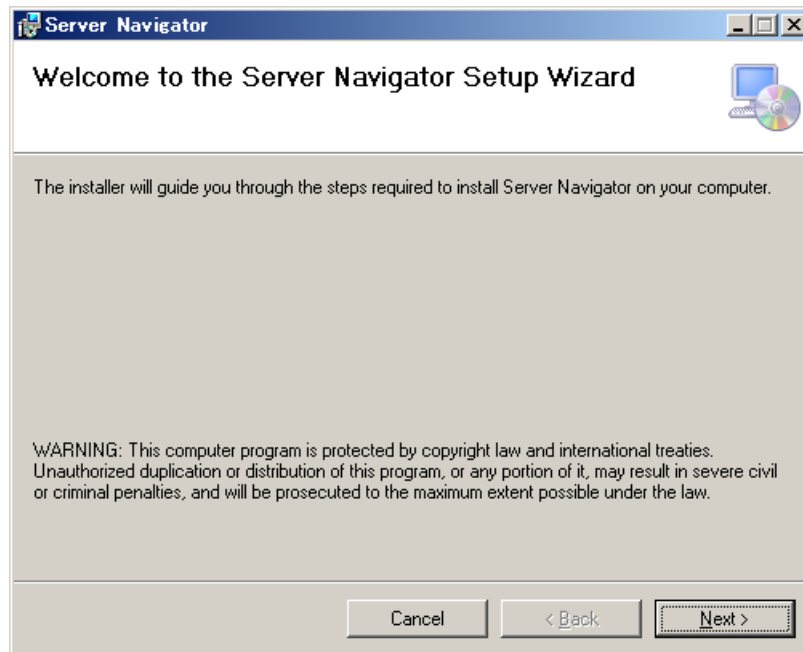 Server Navigator
Welcome to the Server Navigator Setup Wizard
The installer will guide you through the steps required to install Server Navigator on your computer.
WARNING: This computer program is protected by copyright law and international treaties.
Unauthorized duplication or distribution of this program, or any portion of it, may result in severe civil
or criminal penalties, and will be prosecuted to the maximum extent possible under the law.
Cancel
< Back
Next >